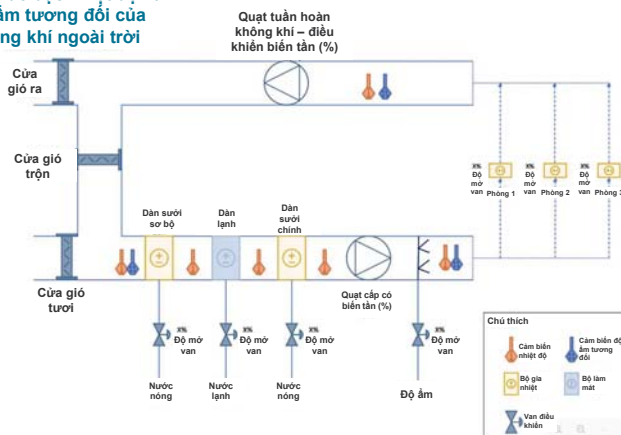 ẩm tương đối của
ng khí ngoài trời
Quạt tuần hoàn
không khí – điều
khiển biến tần (%)
Cửa
gió ra
Cửa gió
trộn
Cửa gió
tươi
Dàn sưởi
sơ bộ
Dàn
lạnh
Dàn
sưởi
chính
Quạt cấp có
biến tần (%)
X%
Độ mở
van
X%
Độ mở
van
X%
Độ mở
van
X%
Độ mở
van
Nước
nóng
Nước
lạnh
Nước
nóng
Độ ẩm
X%
Độ
mở
van
Phòng 1
X%
Độ
mở
van
Phòng 2
X%
Độ
mở
van
Phòng 3
Chú thích
Cảm biến
nhiệt độ
Cảm biến độ
ẩm tương
đối
Bộ gia
nhiệt
Bộ làm
mát
Van điều
khiển